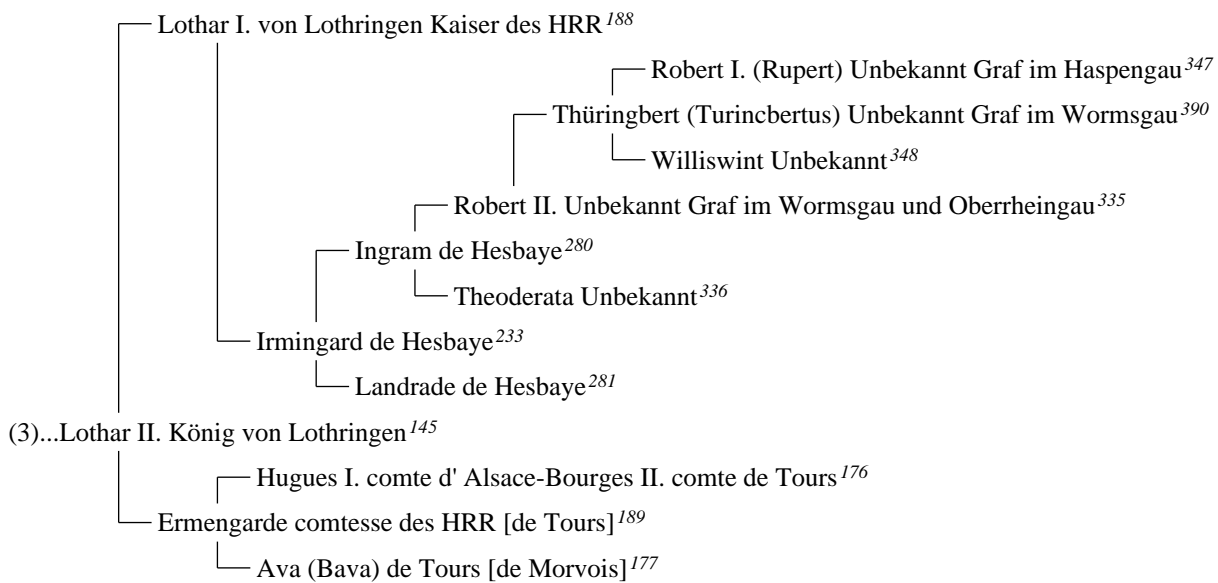 Lothar I. von Lothringen Kaiser des HRR188
Robert I. (Rupert) Unbekannt Graf im Haspengau347
Thüringbert (Turincbertus) Unbekannt Graf im Wormsgau390
Williswint Unbekannt348
Robert II. Unbekannt Graf im Wormsgau und Oberrheingau335
Ingram de Hesbaye280
Theoderata Unbekannt336
Irmingard de Hesbaye233
Landrade de Hesbaye281
(3)...Lothar II. König von Lothringen145
Hugues I. comte d' Alsace-Bourges II. comte de Tours176
Ermengarde comtesse des HRR [de Tours]189
Ava (Bava) de Tours [de Morvois]177